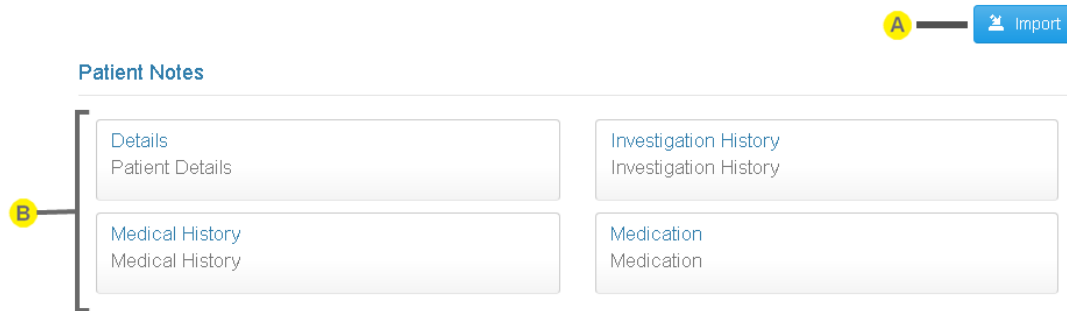 A
Import
Patient Notes
Details
Patient Details
Investigation History
Investigation History
B
Medical History
Medical History
Medication
Medication